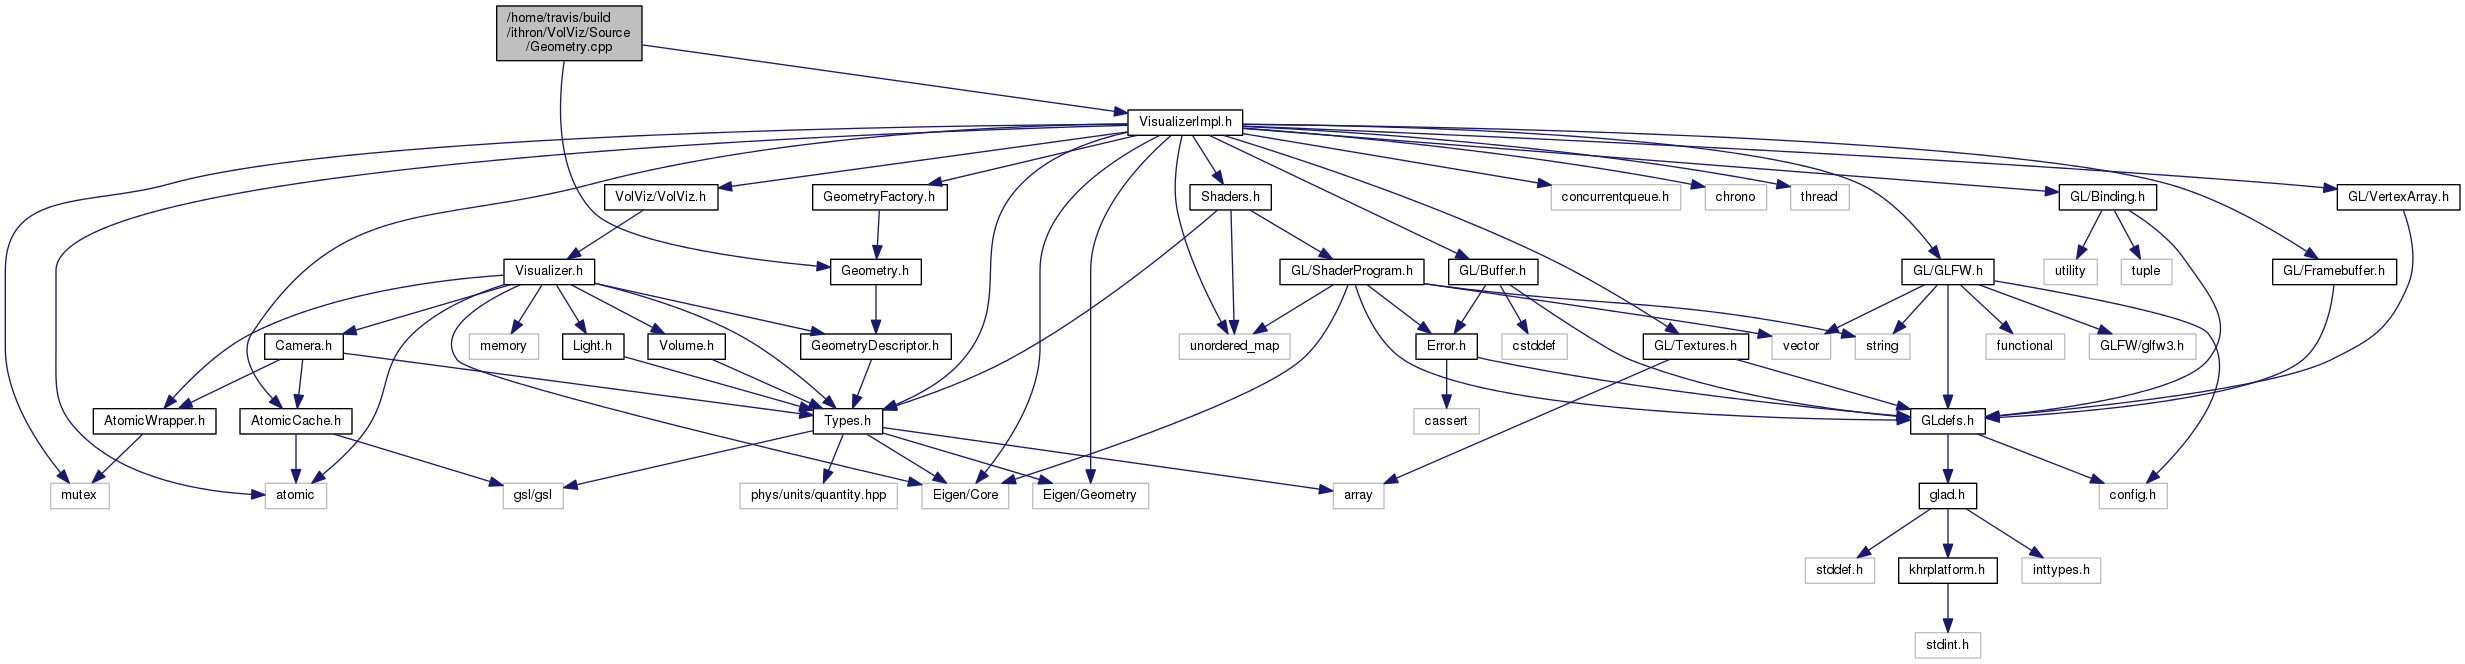 /home/travis/build
/ithron/VolViz/Source
/Geometry.cpp
VisualizerImpl.h
VolViz/VolViz.h
GeometryFactory.h
Shaders.h
concurrentqueue.h
chrono
thread
GL/Binding.h
GL/VertexArray.h
Visualizer.h
Geometry.h
GL/ShaderProgram.h
GL/Buffer.h
GL/GLFW.h
utility
tuple
GL/Framebuffer.h
Camera.h
memory
Light.h
Volume.h
GeometryDescriptor.h
unordered_map
Error.h
cstddef
GL/Textures.h
vector
string
functional
GLFW/glfw3.h
AtomicWrapper.h
AtomicCache.h
Types.h
cassert
GLdefs.h
mutex
atomic
gsl/gsl
phys/units/quantity.hpp
Eigen/Core
Eigen/Geometry
array
glad.h
config.h
stddef.h
khrplatform.h
inttypes.h
stdint.h